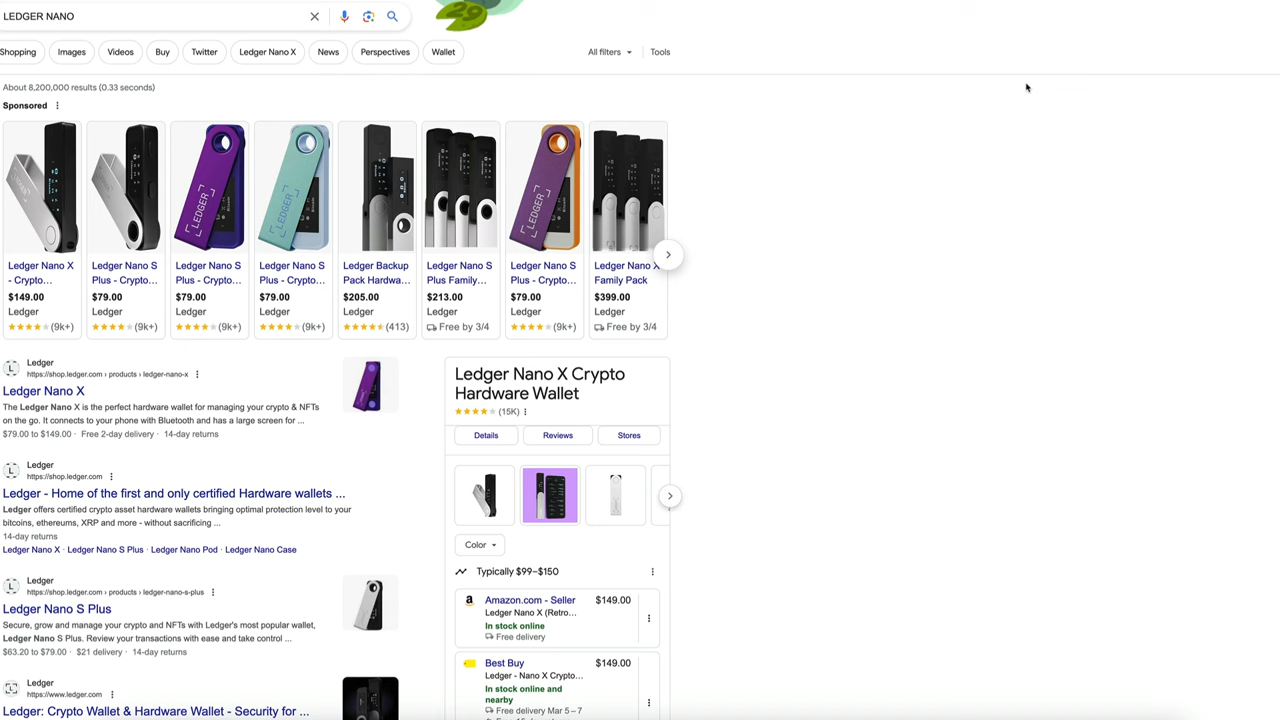 29
LEDGER NANO
Shopping
Images
Videos
Buy
Twitter
Ledger Nano X
News
Perspectives
Wallet
All filters
Tools
About 8,200,000 results (0.33 seconds)
Sponsored
LEDGER
LEDGER
LEDGER
Ledger Nano X
- Crypto...
$149.00
Ledger
(9k+)
Ledger Nano S
Plus - Crypto...
$79.00
Ledger
(9k+)
Ledger Nano S
Plus - Crypto...
$79.00
Ledger
(9k+)
Ledger Nano S
Plus - Crypto...
$79.00
Ledger
(9k+)
Ledger Backup
Pack Hardwa...
$205.00
Ledger
(413)
Ledger Nano S
Plus Family...
$213.00
Ledger
Free by 3/4
Ledger Nano S
Plus - Crypto...
$79.00
Ledger
(9k+)
Ledger Nano X
Family Pack
$399.00
Ledger
Free by 3/4
Ledger
https://shop.ledger.com › products › ledger-nano-x
Ledger Nano X
The Ledger Nano X is the perfect hardware wallet for managing your crypto & NFTs
on the go. It connects to your phone with Bluetooth and has a large screen for ...
$79.00 to $149.00 · Free 2-day delivery · 14-day returns
Ledger
https://shop.ledger.com
Ledger - Home of the first and only certified Hardware wallets ...
Ledger offers certified crypto asset hardware wallets bringing optimal protection level to your
bitcoins, ethereums, XRP and more - without sacrificing ...
14-day returns
Ledger Nano X · Ledger Nano S Plus · Ledger Nano Pod · Ledger Nano Case
Ledger
https://shop.ledger.com › products › ledger-nano-s-plus
Ledger Nano S Plus
Secure, grow and manage your crypto and NFTs with Ledger's most popular wallet,
Ledger Nano S Plus. Review your transactions with ease and take control ...
$63.20 to $79.00 · $21 delivery · 14-day returns
Ledger
https://www.ledger.com
Ledger: Crypto Wallet & Hardware Wallet - Security for ...
Ledger Nano X Crypto
Hardware Wallet
(15K)
Details
Reviews
Stores
Color
Typically $99–$150
a
Amazon.com - Seller
$149.00
Ledger Nano X (Retro...
In stock online
Free delivery
Best Buy
$149.00
Ledger - Nano X Crypto...
In stock online and
nearby
Free delivery Mar 5 – 7